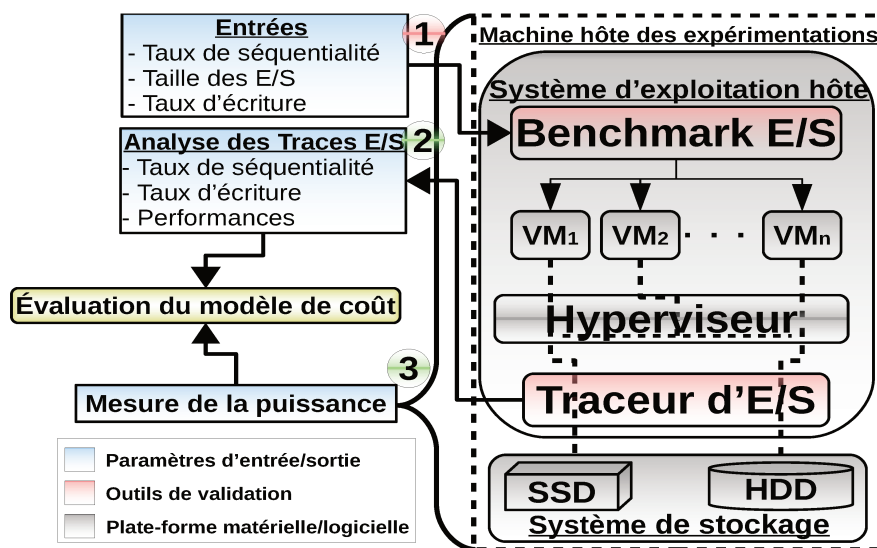 Entrées
- Taux de séquentialité
- Taille des E/S
- Taux d'écriture
1
Analyse des Traces E/S
- Taux de séquentialité
- Taux d'écriture
- Performances
2
Évaluation du modèle de coût
3
Mesure de la puissance
Paramètres d'entrée/sortie
Outils de validation
Plate-forme matérielle/logicielle
Machine hôte des expérimentations
Système d'exploitation hôte
Benchmark E/S
VM1 VM2 . . . VMn
Hyperviseur
Traceur d'E/S
SSD HDD
Système de stockage